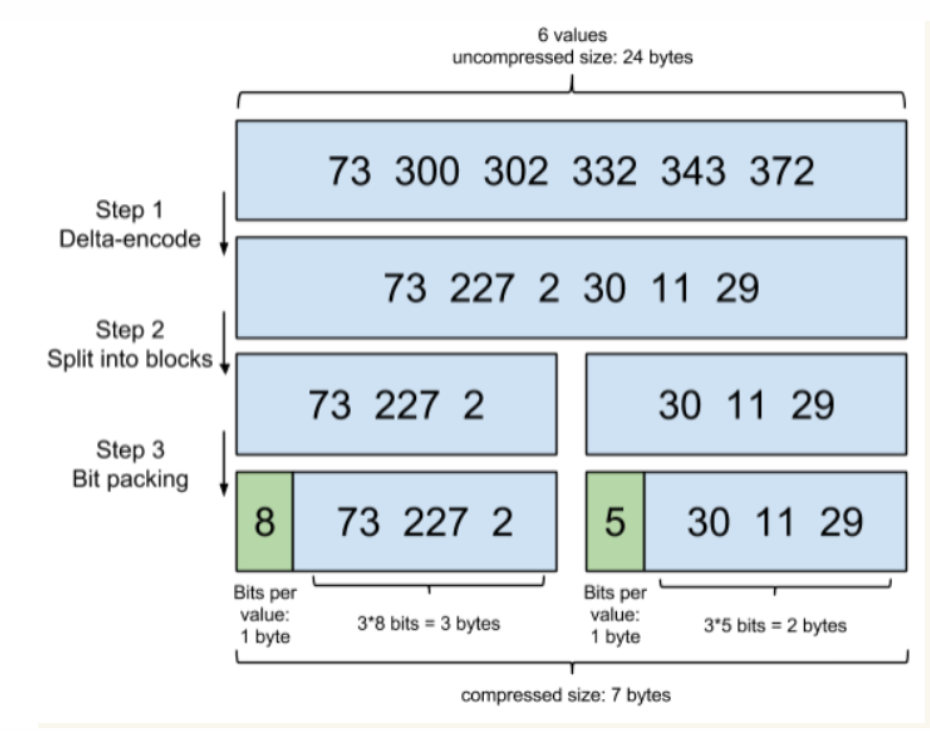 6 values
uncompressed size: 24 bytes
73 300 302 332 343 372
Step 1
Delta-encode
73 227 2 30 11 29
Step 2
Split into blocks
73 227 2
30 11 29
Step 3
Bit packing
8
73 227 2
5
30 11 29
Bits per
value:
1 byte
3*8 bits = 3 bytes
Bits per
value:
1 byte
3*5 bits = 2 bytes
compressed size: 7 bytes